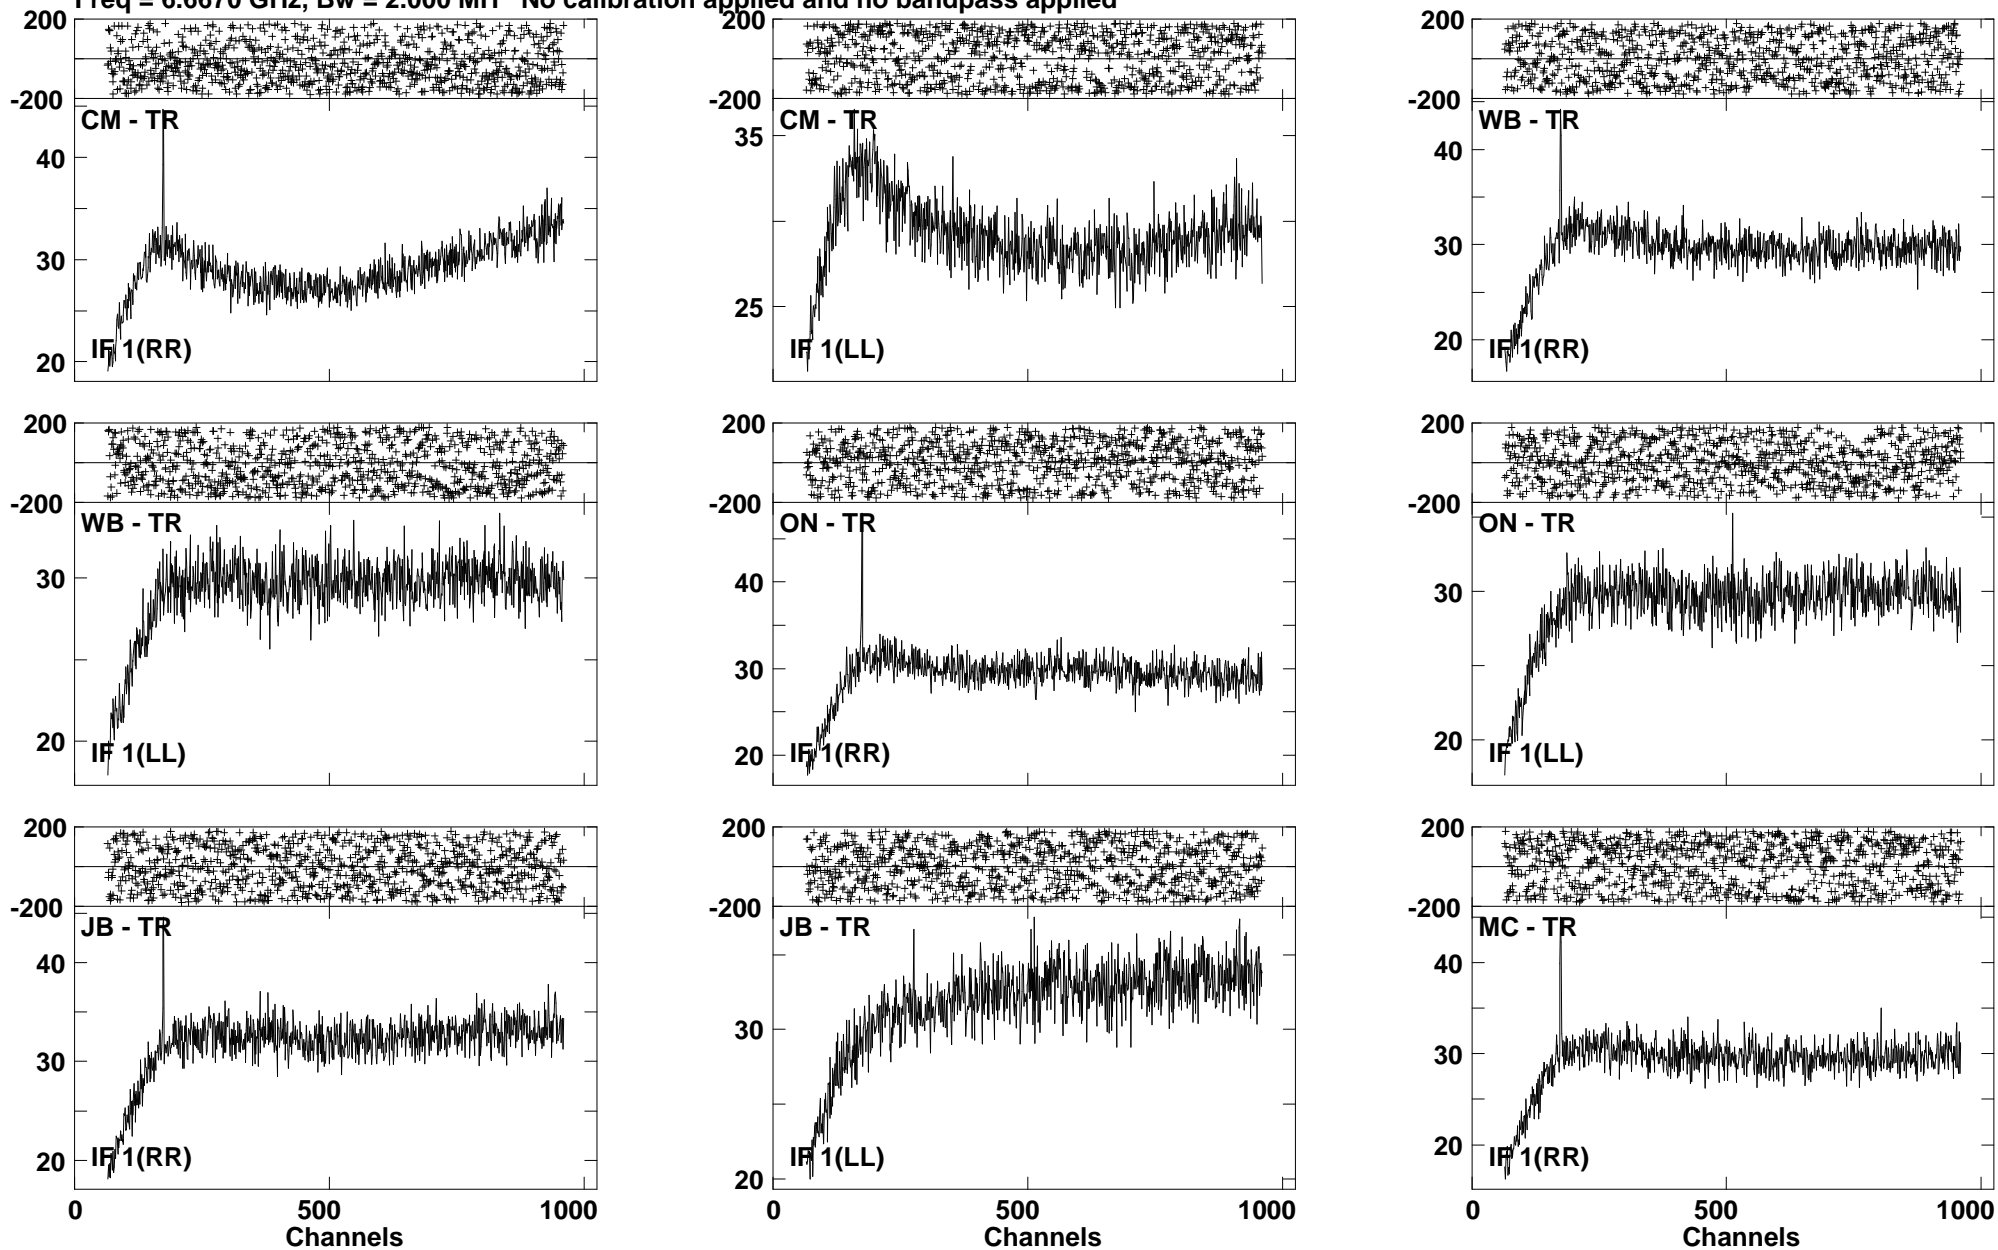 Freq = 6.6670 GHz, Bw = 2.000 MH No calibration applied and no bandpass applied
200
-200
CM - TR
40
30
20
IF 1(RR)
CM - TR
35
25
IF 1(LL)
200
-200
WB - TR
40
30
20
IF 1(RR)
200
-200
WB - TR
30
20
IF 1(LL)
200
-200
ON - TR
40
30
20
IF 1(RR)
200
-200
ON - TR
30
20
IF 1(LL)
200
-200
JB - TR
40
30
20
IF 1(RR)
0 500 1000
Channels
200
-200
JB - TR
30
20
IF 1(LL)
0 500 1000
Channels
200
-200
MC - TR
40
30
20
IF 1(RR)
0 500 1000
Channels